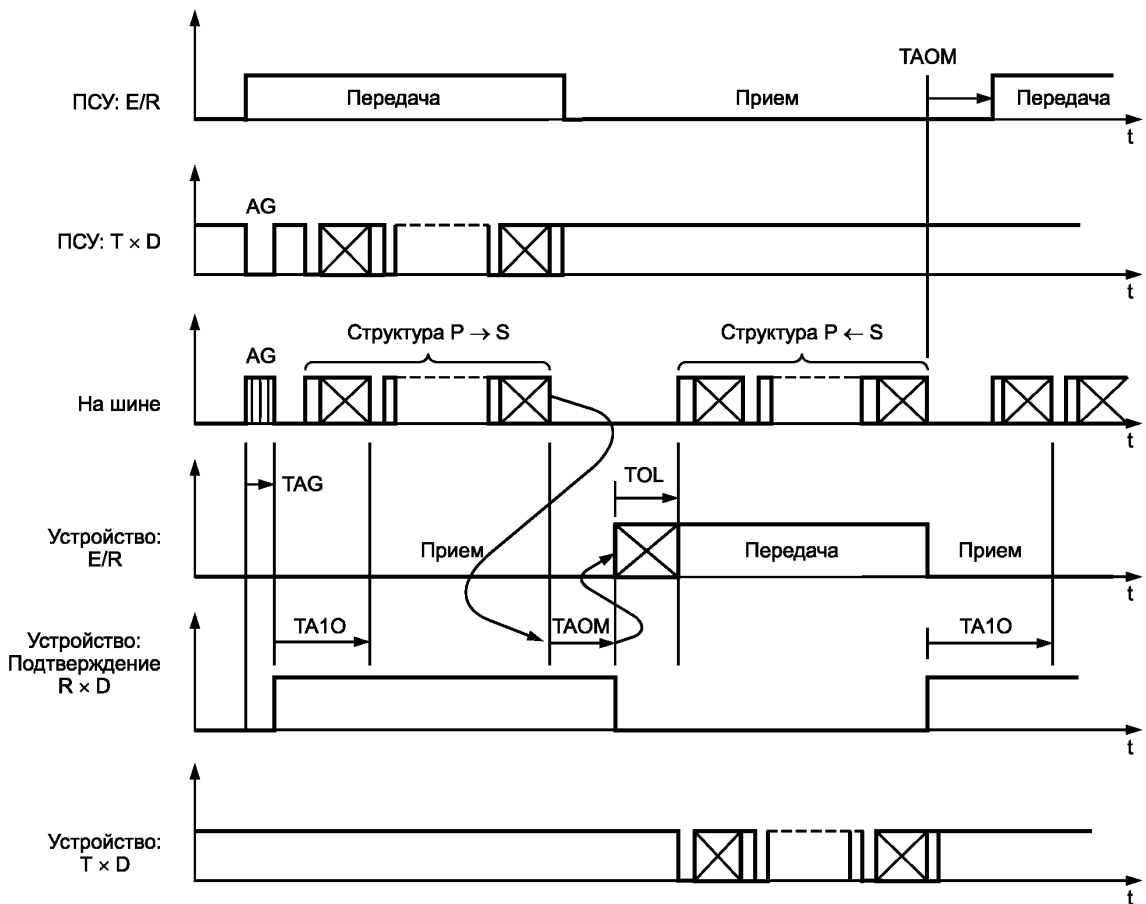 TAOM
ПСУ: E/R
Передача
Прием
Передача
t
AG
ПСУ: T × D
t
Структура P → S
Структура P ← S
AG
На шине
t
TAG
TOL
Устройство:
E/R
Прием
Передача
Прием
t
Устройство:
Подтверждение
R × D
TA1O
TAOM
TA1O
t
Устройство:
T × D
t